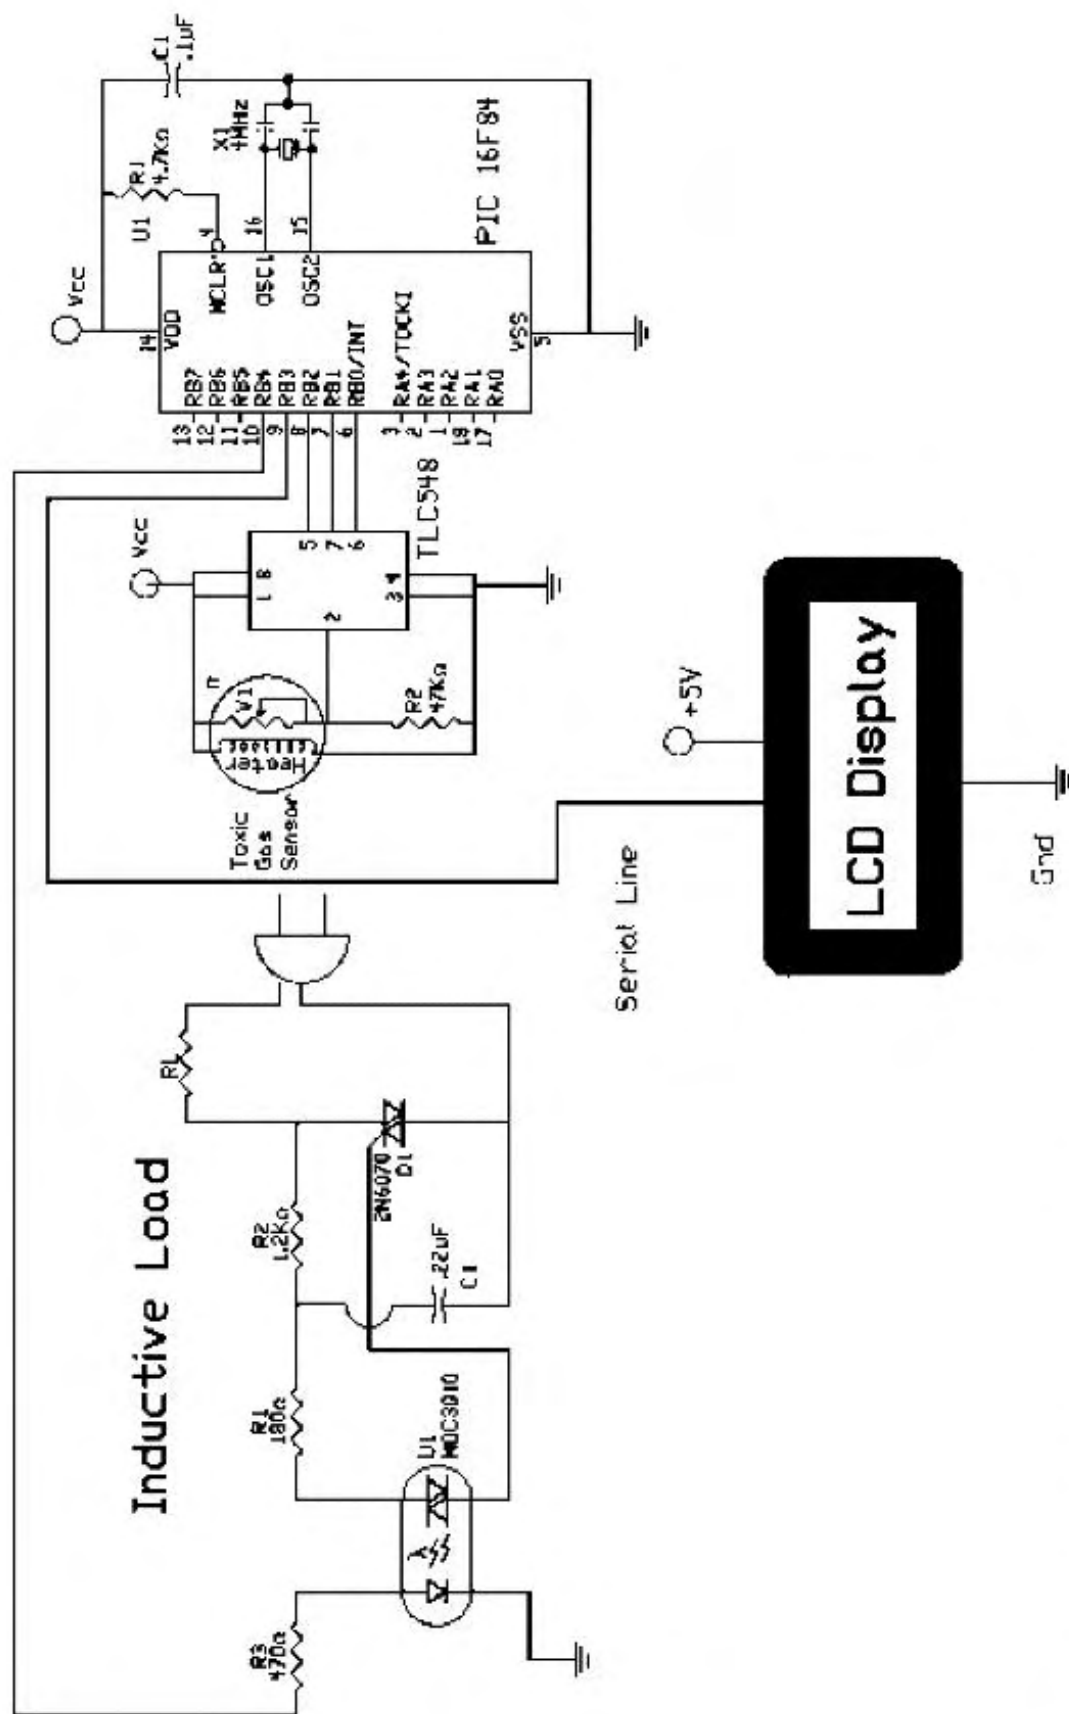 Inductive Load
R3
470Ω
R1
180Ω
R2
1.2KΩ
RL
U1
MOC3010
.22uF
C1
2N6070
D1
Toxic
Gas
Sensor
Heater
V1
R2
47KΩ
Vcc
1 8
2
5
7
6
3 4
TLC548
Serial Line
+5V
LCD Display
Gnd
Vcc
14
VDD
13 RB7
12 RB6
11 RB5
10 RB4
9 RB3
8 RB2
7 RB1
6 RB0/INT
3 RA4/TOCKI
2 RA3
1 RA2
18 RA1
17 RA0
MCLR
4
OSC1
16
OSC2
15
VSS
5
U1
R1
4.7KΩ
C1
.1µF
X1
4MHz
PIC 16F84